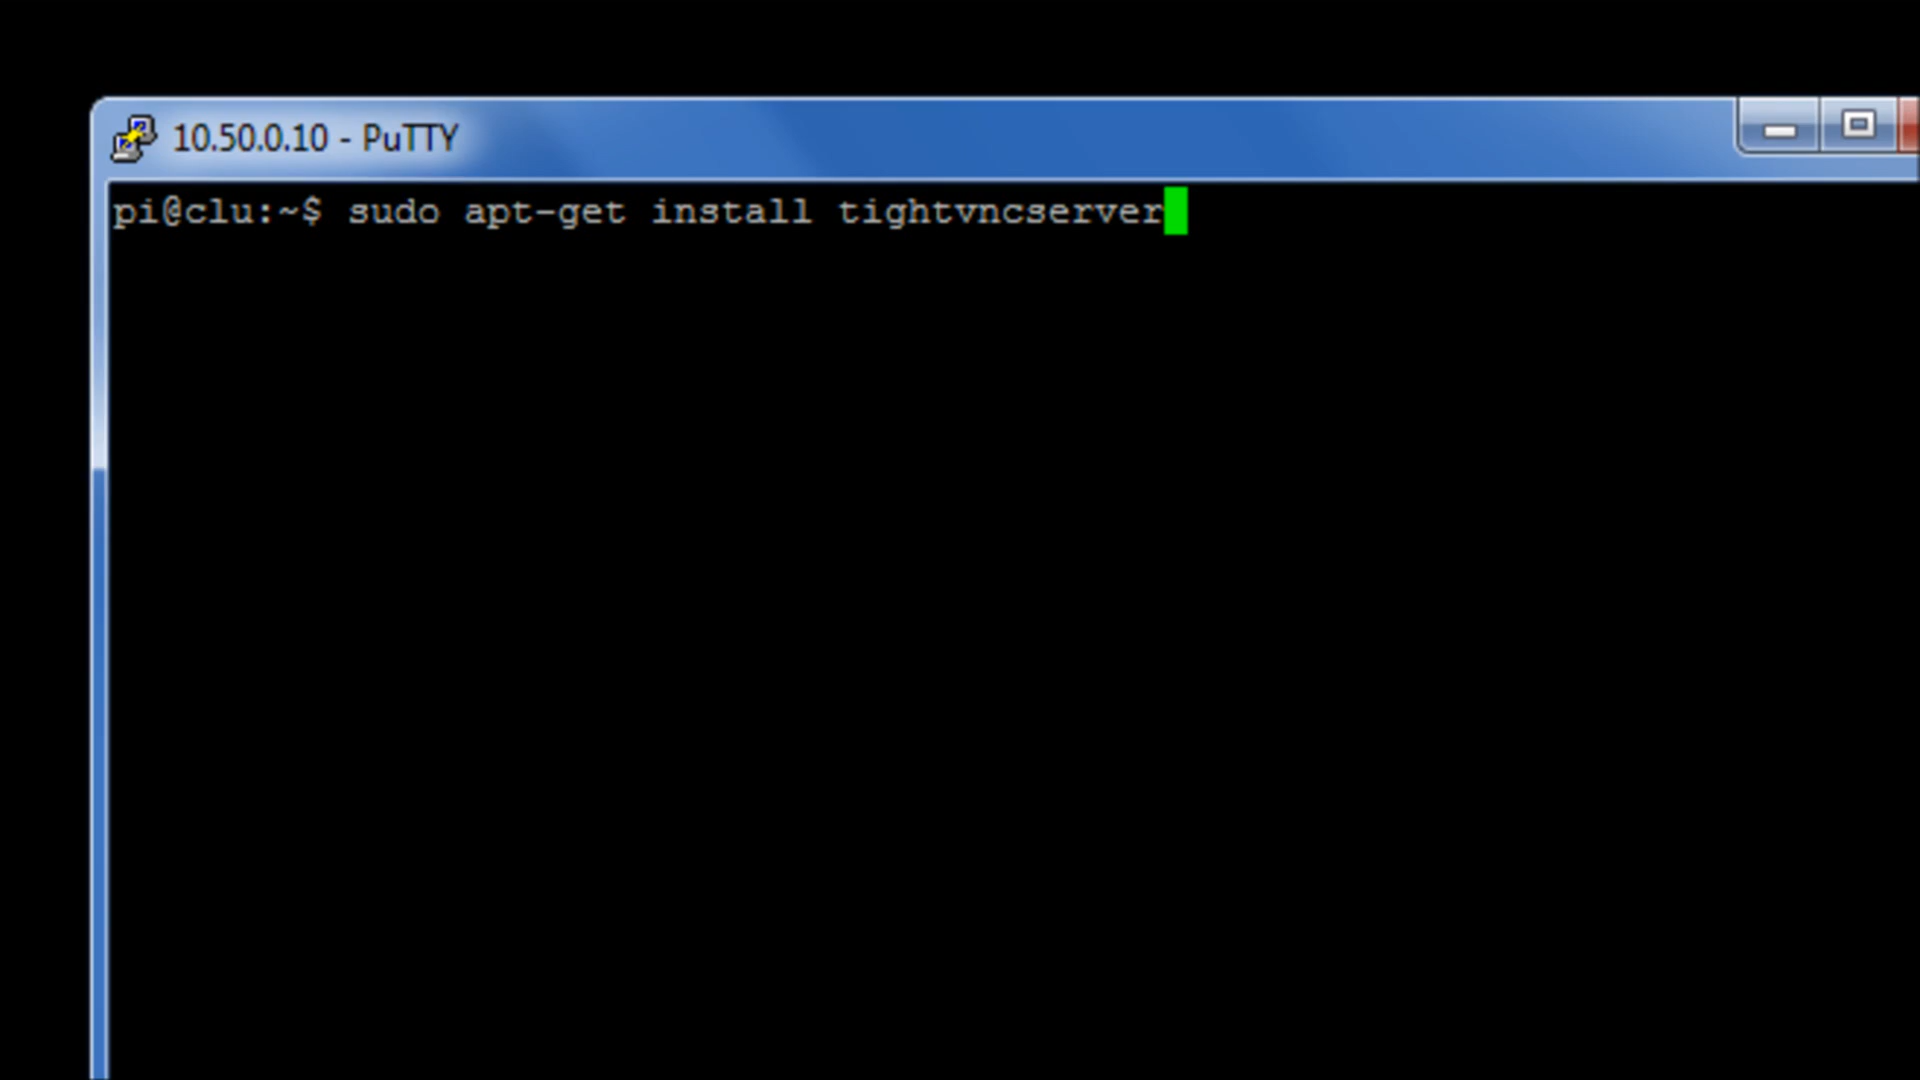 10.50.0.10 - PuTTY
pi@clu:~$ sudo apt-get install tightvncserver